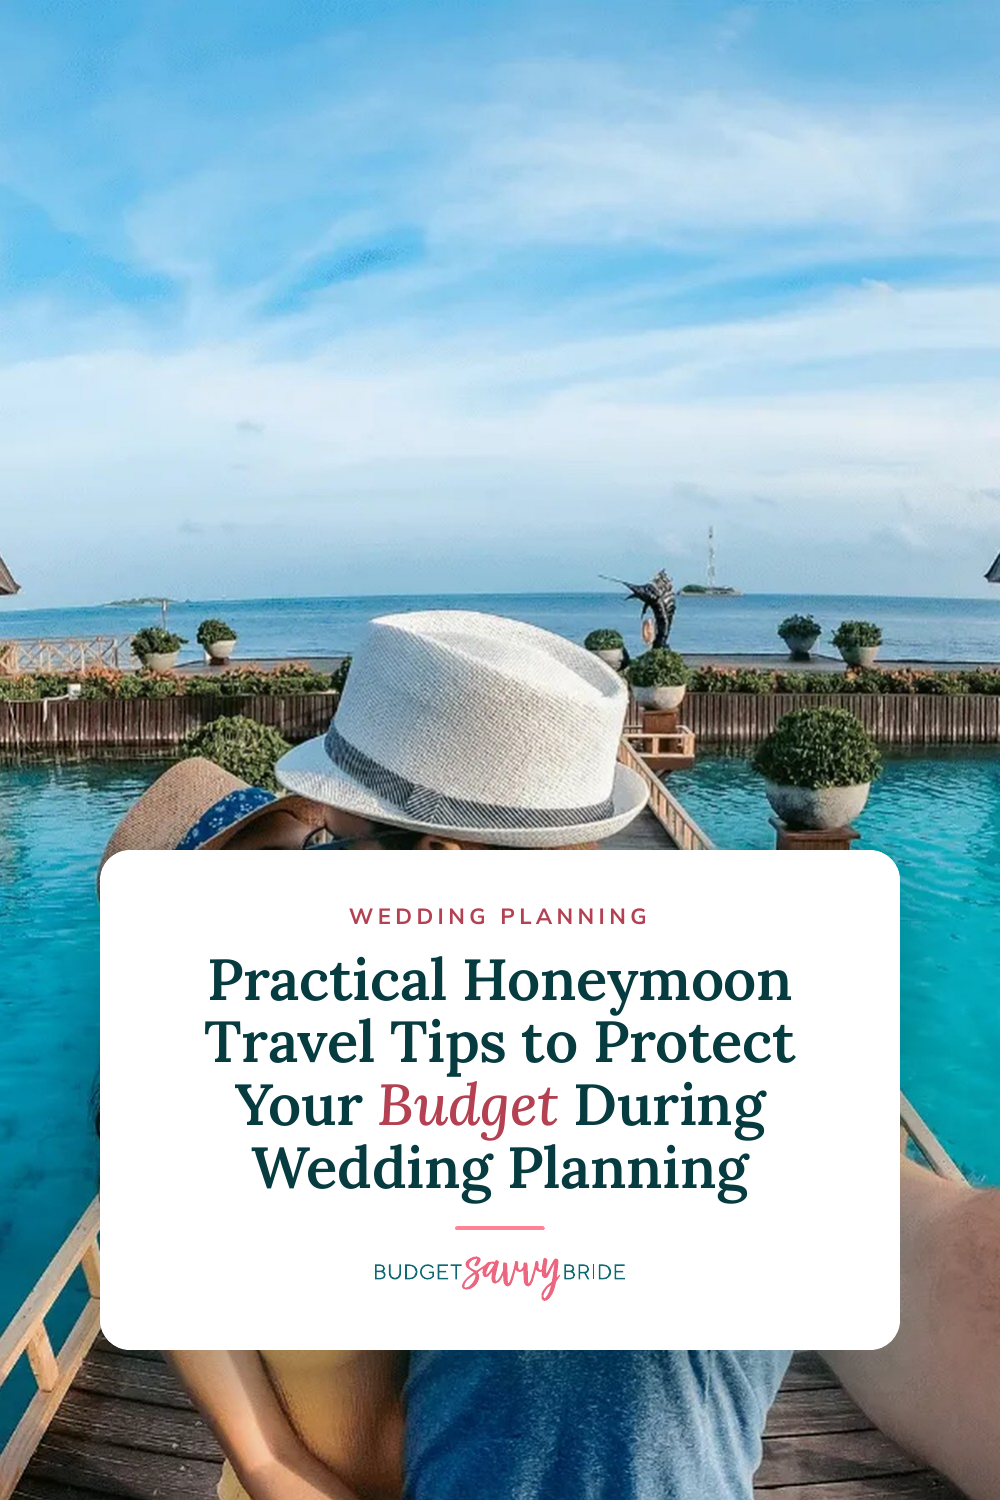 WEDDING PLANNING
Practical Honeymoon
Travel Tips to Protect
Your Budget During
Wedding Planning
BUDGET savvy BRIDE